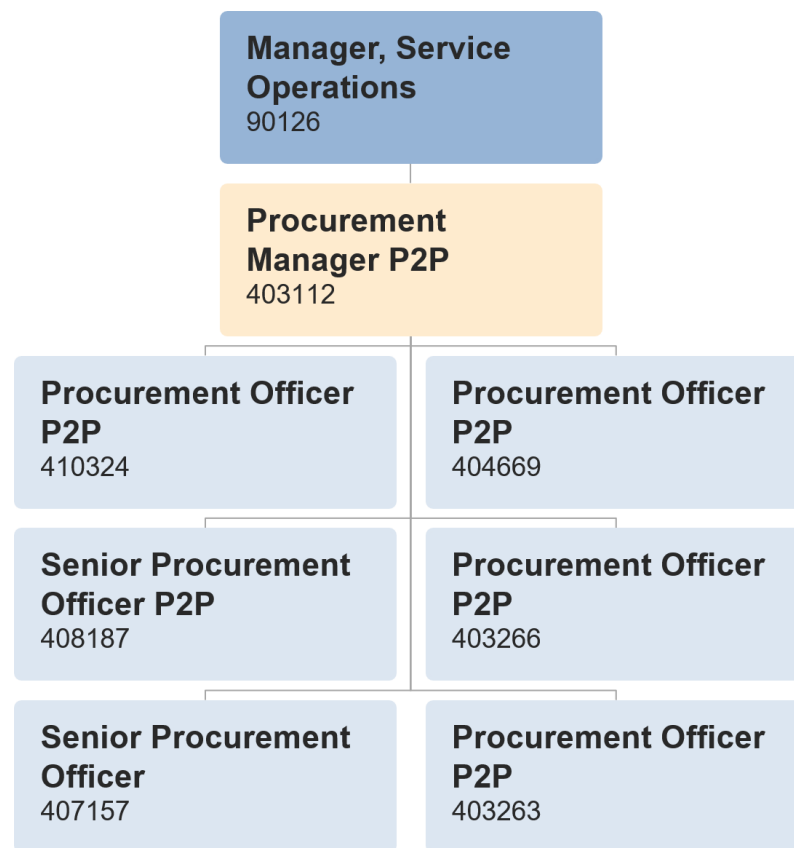 Manager, Service
Operations
90126
Procurement
Manager P2P
403112
Procurement Officer
P2P
410324
Procurement Officer
P2P
404669
Senior Procurement
Officer P2P
408187
Procurement Officer
P2P
403266
Senior Procurement
Officer
407157
Procurement Officer
P2P
403263